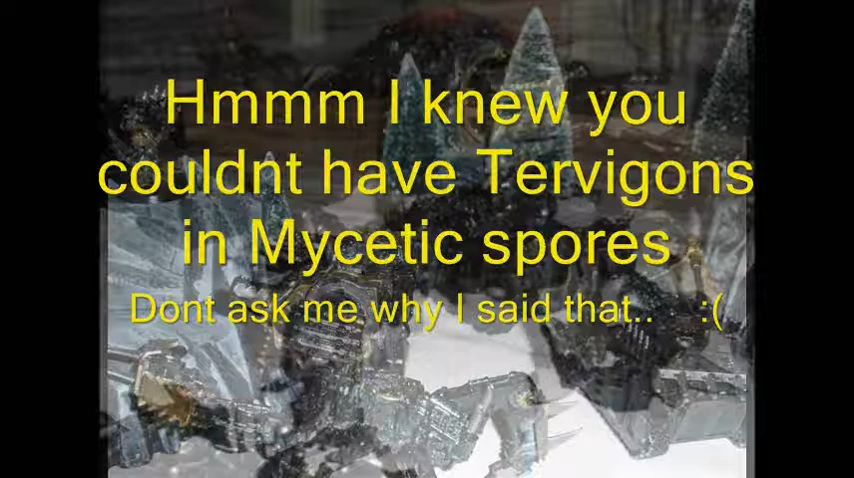 Hmmm I knew you
couldnt have Tervigons
in Mycetic spores
Dont ask me why I said that.. :(